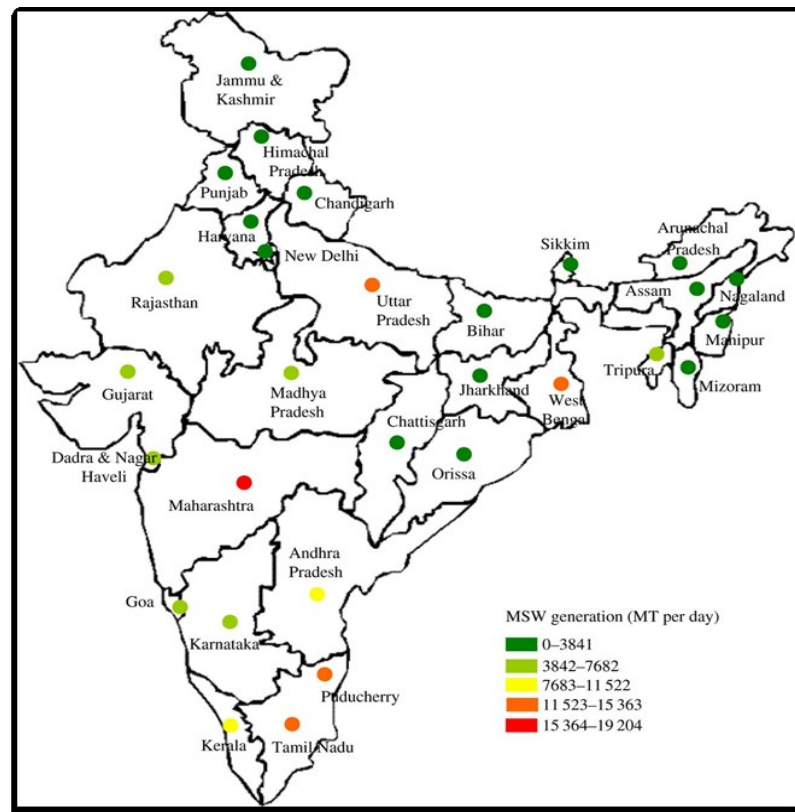 Jammu &
Kashmir
Himachal
Pradesh
Punjab
Chandigarh
Haryana
New Delhi
Sikkim
Arunachal
Pradesh
Assam
Nagaland
Rajasthan
Uttar
Pradesh
Bihar
Manipur
Tripura
Mizoram
Gujarat
Madhya
Pradesh
Jharkhand
West
Bengal
Chattisgarh
Dadra & Nagar
Haveli
Orissa
Maharashtra
Andhra
Pradesh
Goa
Karnataka
Puducherry
Kerala
Tamil Nadu
MSW generation (MT per day)
0–3841
3842–7682
7683–11 522
11 523–15 363
15 364–19 204